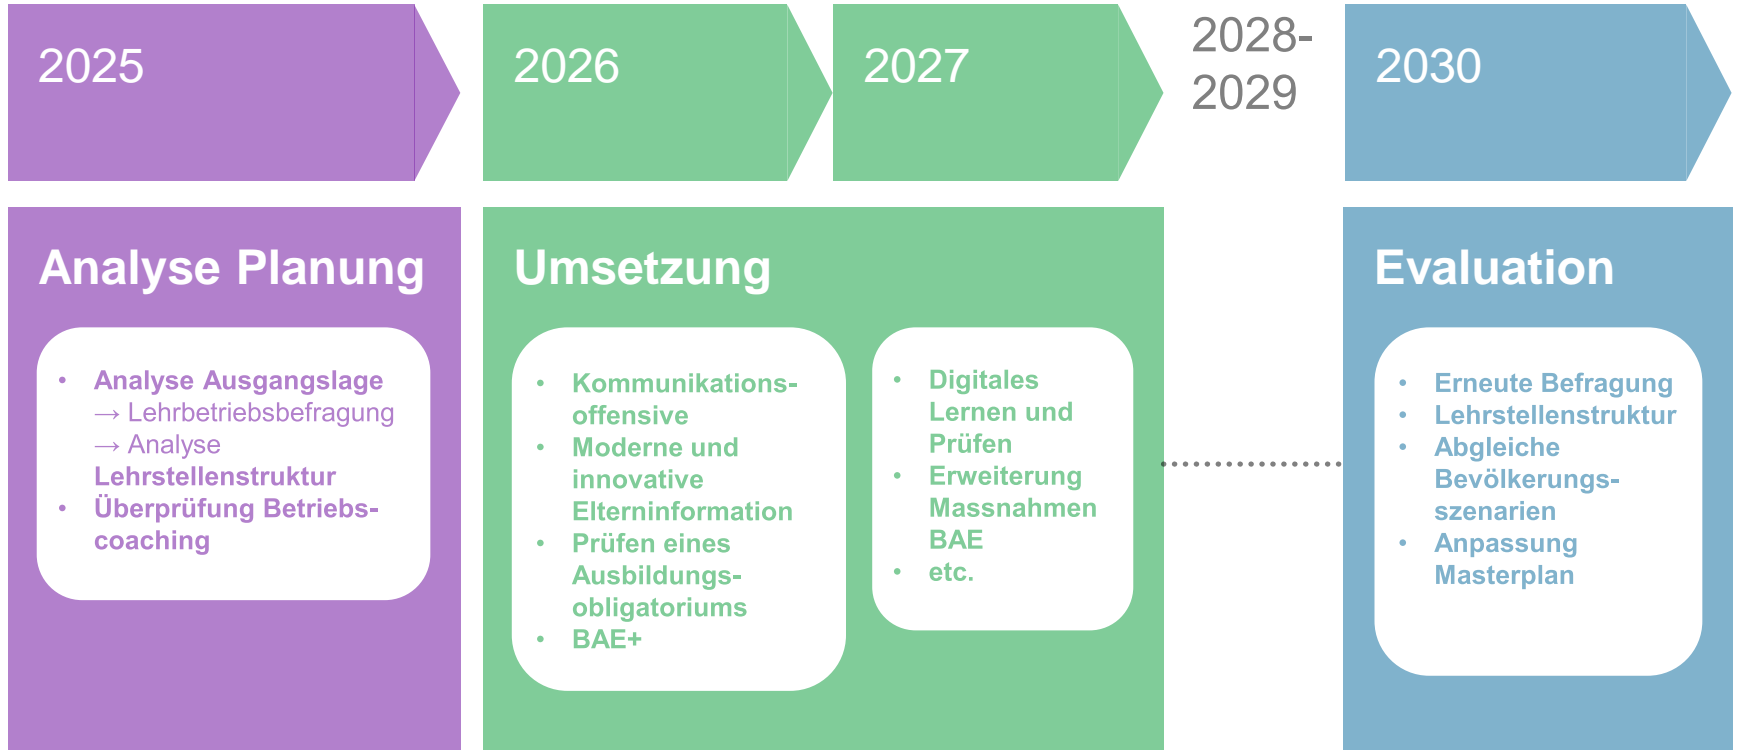 2025
2026
2027
2028-
2029
2030
Analyse Planung
• Analyse Ausgangslage
→ Lehrbetriebsbefragung
→ Analyse
Lehrstellenstruktur
• Überprüfung Betriebs-
coaching
Umsetzung
• Kommunikations-
offensive
• Moderne und
innovative
Elterninformation
• Prüfen eines
Ausbildungs-
obligatoriums
• BAE+
• Digitales
Lernen und
Prüfen
• Erweiterung
Massnahmen
BAE
• etc.
Evaluation
• Erneute Befragung
• Lehrstellenstruktur
• Abgleiche
Bevölkerungs-
szenarien
• Anpassung
Masterplan